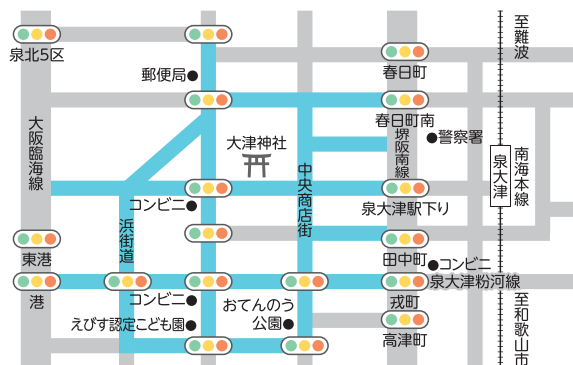 至難波
泉北5区
春日町
郵便局
春日町南
大阪臨海線
大津神社
堺阪南線
警察署
泉大津
南海本線
中央商店街
コンビニ
泉大津駅下り
浜街道
東港
田中町
コンビニ
泉大津粉河線
港
コンビニ
おてんのう
公園
戎町
えびす認定こども園
高津町
至和歌山市